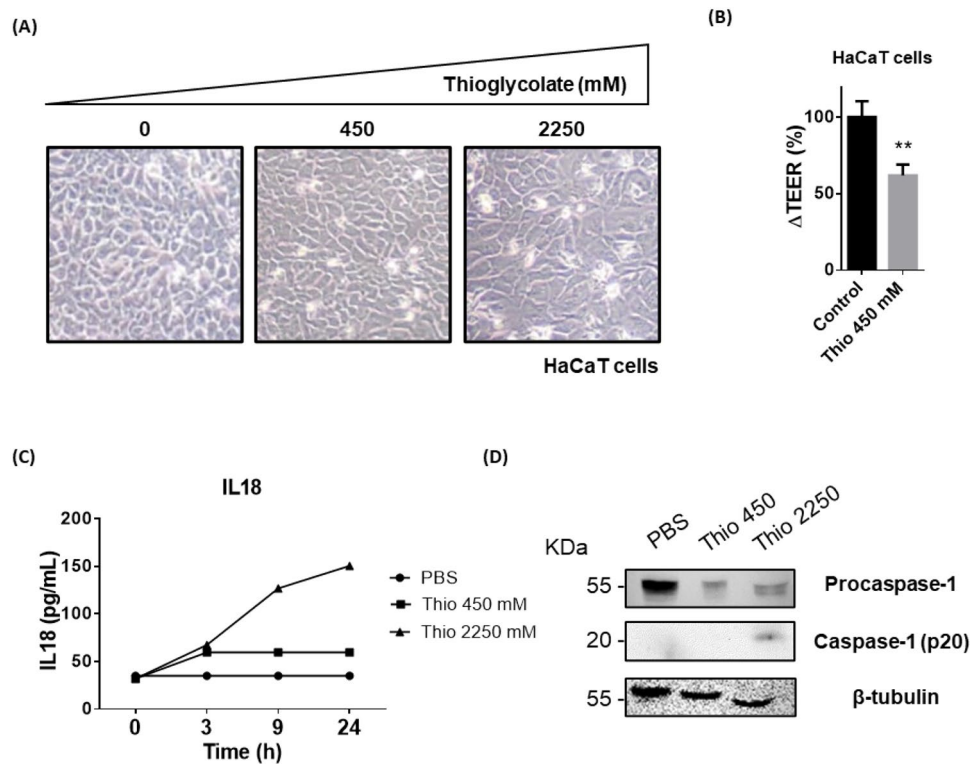 (A)
Thioglycolate (mM)
0 450 2250
HaCaT cells
(B)
HaCaT cells
ΔTEER (%)
100
50
0
**
Control
Thio 450 mM
(C)
IL18
IL18 (pg/mL)
200
150
100
50
0
0 3 9 24
Time (h)
PBS
Thio 450 mM
Thio 2250 mM
(D)
KDa
PBS Thio 450 Thio 2250
55 Procaspase-1
20 Caspase-1 (p20)
55 β-tubulin